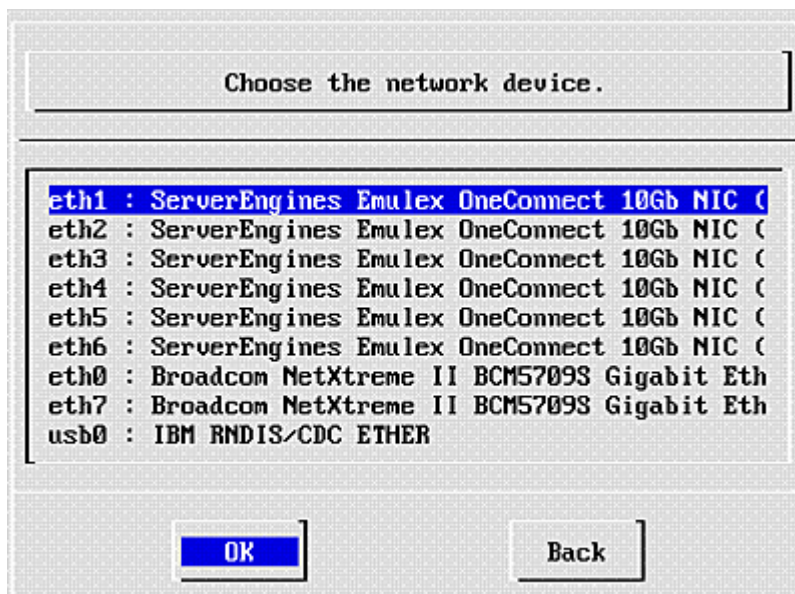 Choose the network device.
eth1 : ServerEngines Emulex OneConnect 10Gb NIC (
eth2 : ServerEngines Emulex OneConnect 10Gb NIC (
eth3 : ServerEngines Emulex OneConnect 10Gb NIC (
eth4 : ServerEngines Emulex OneConnect 10Gb NIC (
eth5 : ServerEngines Emulex OneConnect 10Gb NIC (
eth6 : ServerEngines Emulex OneConnect 10Gb NIC (
eth0 : Broadcom NetXtreme II BCM5709S Gigabit Eth
eth7 : Broadcom NetXtreme II BCM5709S Gigabit Eth
usb0 : IBM RNDIS/CDC ETHER
OK Back